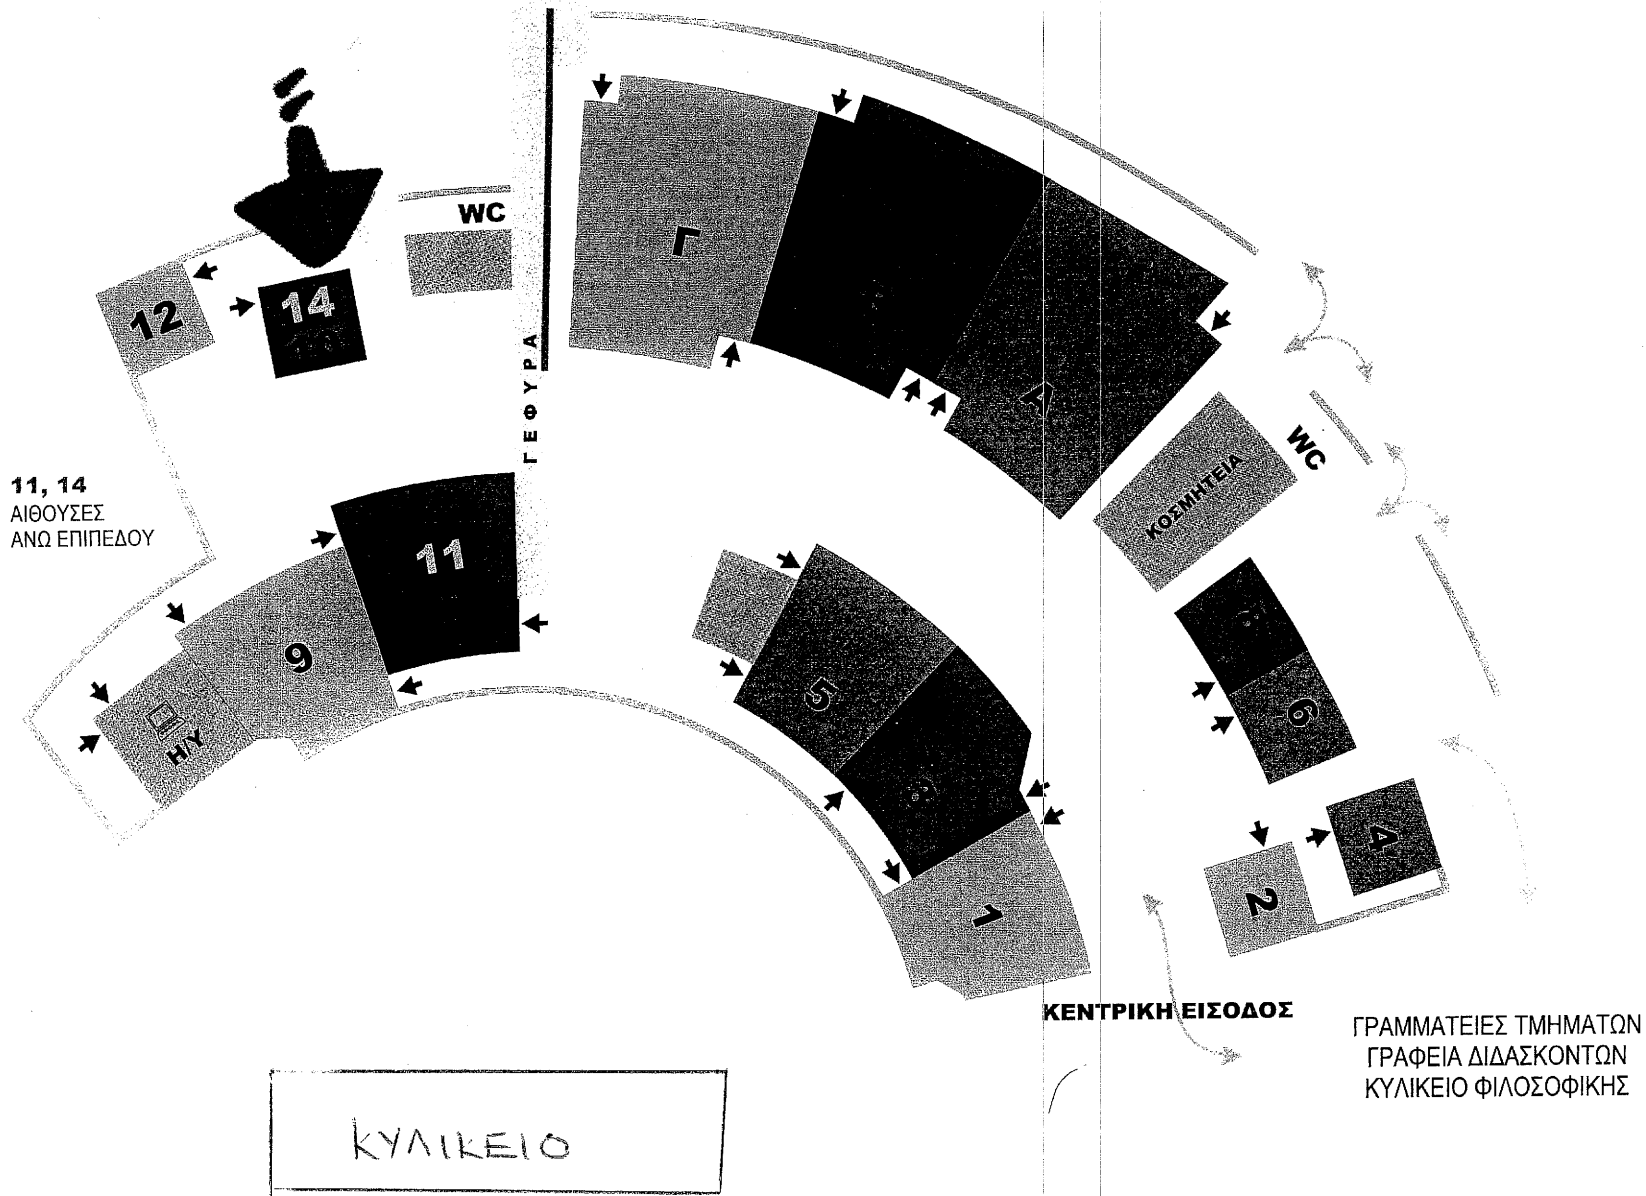 WC
Γ
12
14
ΓΕΦΥΡΑ
Α
WC
ΚΟΣΜΗΤΕΙΑ
11, 14
ΑΙΘΟΥΣΕΣ
ΑΝΩ ΕΠΙΠΕΔΟΥ
11
9
Η/Υ
5
3
6
4
2
1
ΚΕΝΤΡΙΚΗ ΕΙΣΟΔΟΣ
ΓΡΑΜΜΑΤΕΙΕΣ ΤΜΗΜΑΤΩΝ
ΓΡΑΦΕΙΑ ΔΙΔΑΣΚΟΝΤΩΝ
ΚΥΛΙΚΕΙΟ ΦΙΛΟΣΟΦΙΚΗΣ
ΚΥΛΙΚΕΙΟ